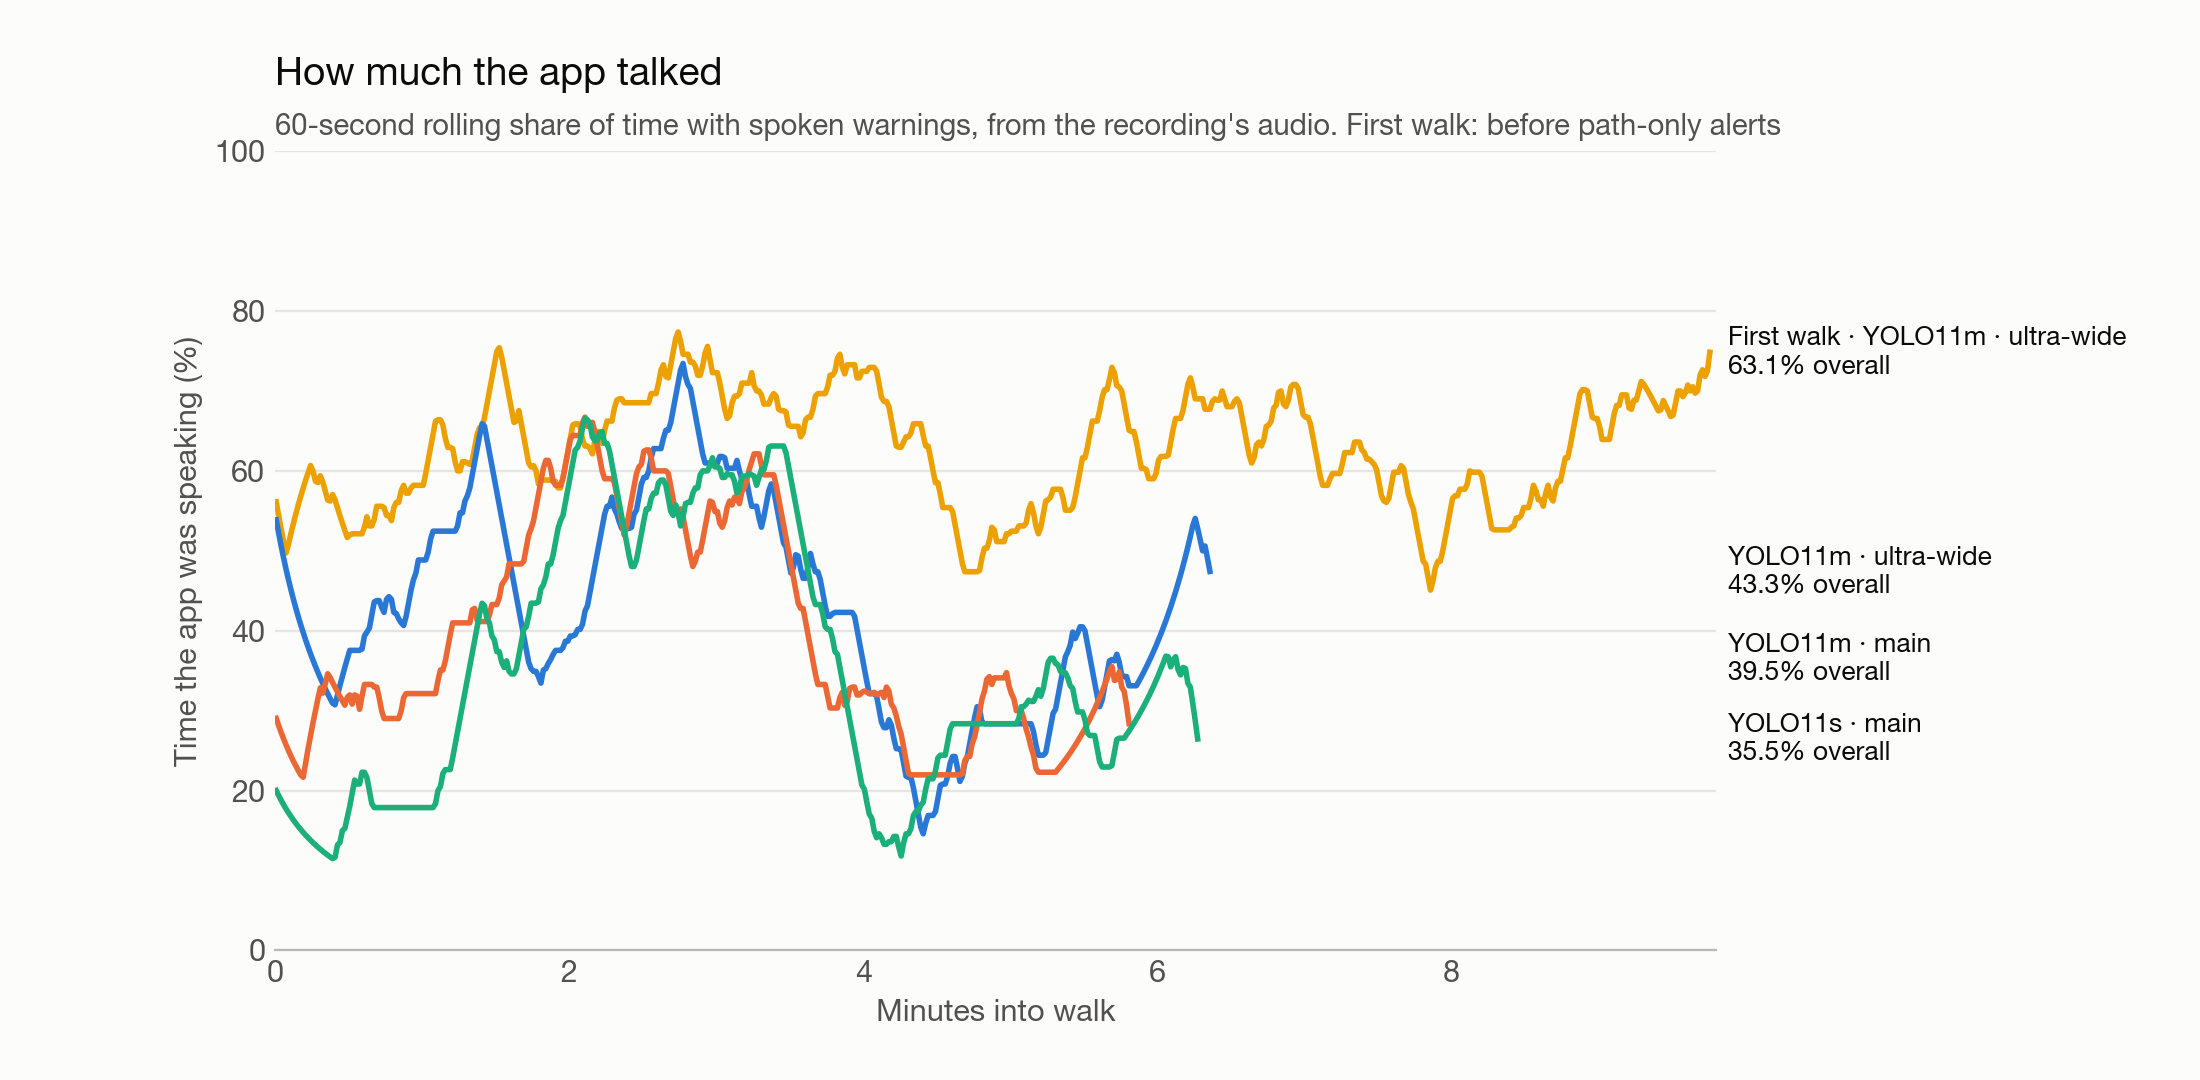 How much the app talked
60-second rolling share of time with spoken warnings, from the recording's audio. First walk: before path-only alerts
100
80
60
40
20
0
Time the app was speaking (%)
First walk · YOLO11m · ultra-wide
63.1% overall
YOLO11m · ultra-wide
43.3% overall
YOLO11m · main
39.5% overall
YOLO11s · main
35.5% overall
0 2 4 6 8
Minutes into walk